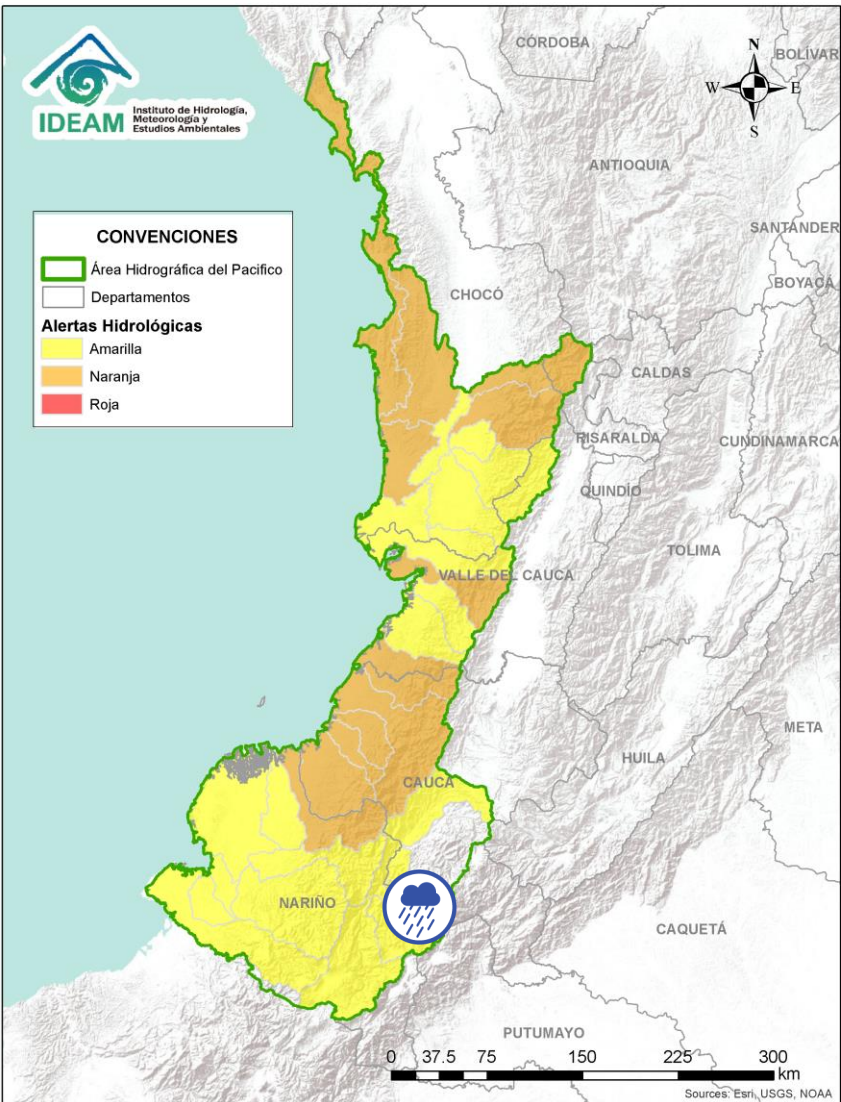 IDEAM
Instituto de Hidrología,
Meteorología y
Estudios Ambientales
CÓRDOBA
BOLIVAR
N
W
E
S
ANTIOQUIA
SANTANDER
BOYACÁ
CONVENCIONES
Área Hidrográfica del Pacifico
Departamentos
Alertas Hidrológicas
Amarilla
Naranja
Roja
CHOCÓ
CALDAS
RISARALDA
CUNDINAMARCA
QUINDÍO
TOLIMA
VALLE DEL CAUCA
META
HUILA
CAUCA
NARIÑO
CAQUETÁ
PUTUMAYO
0 37.5 75 150 225 300
km
Sources: Esri, USGS, NOAA